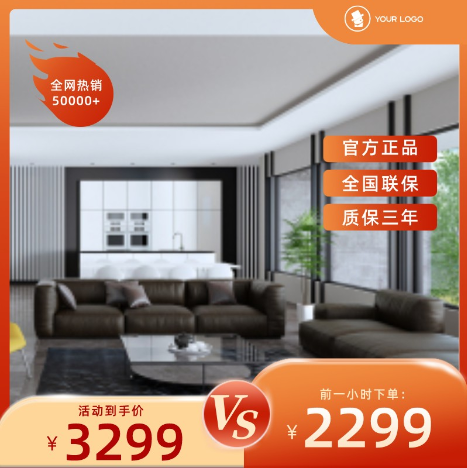 YOUR LOGO
全网热销
50000+
官方正品
全国联保
质保三年
活动到手价
¥3299
VS
前一小时下单:
¥2299